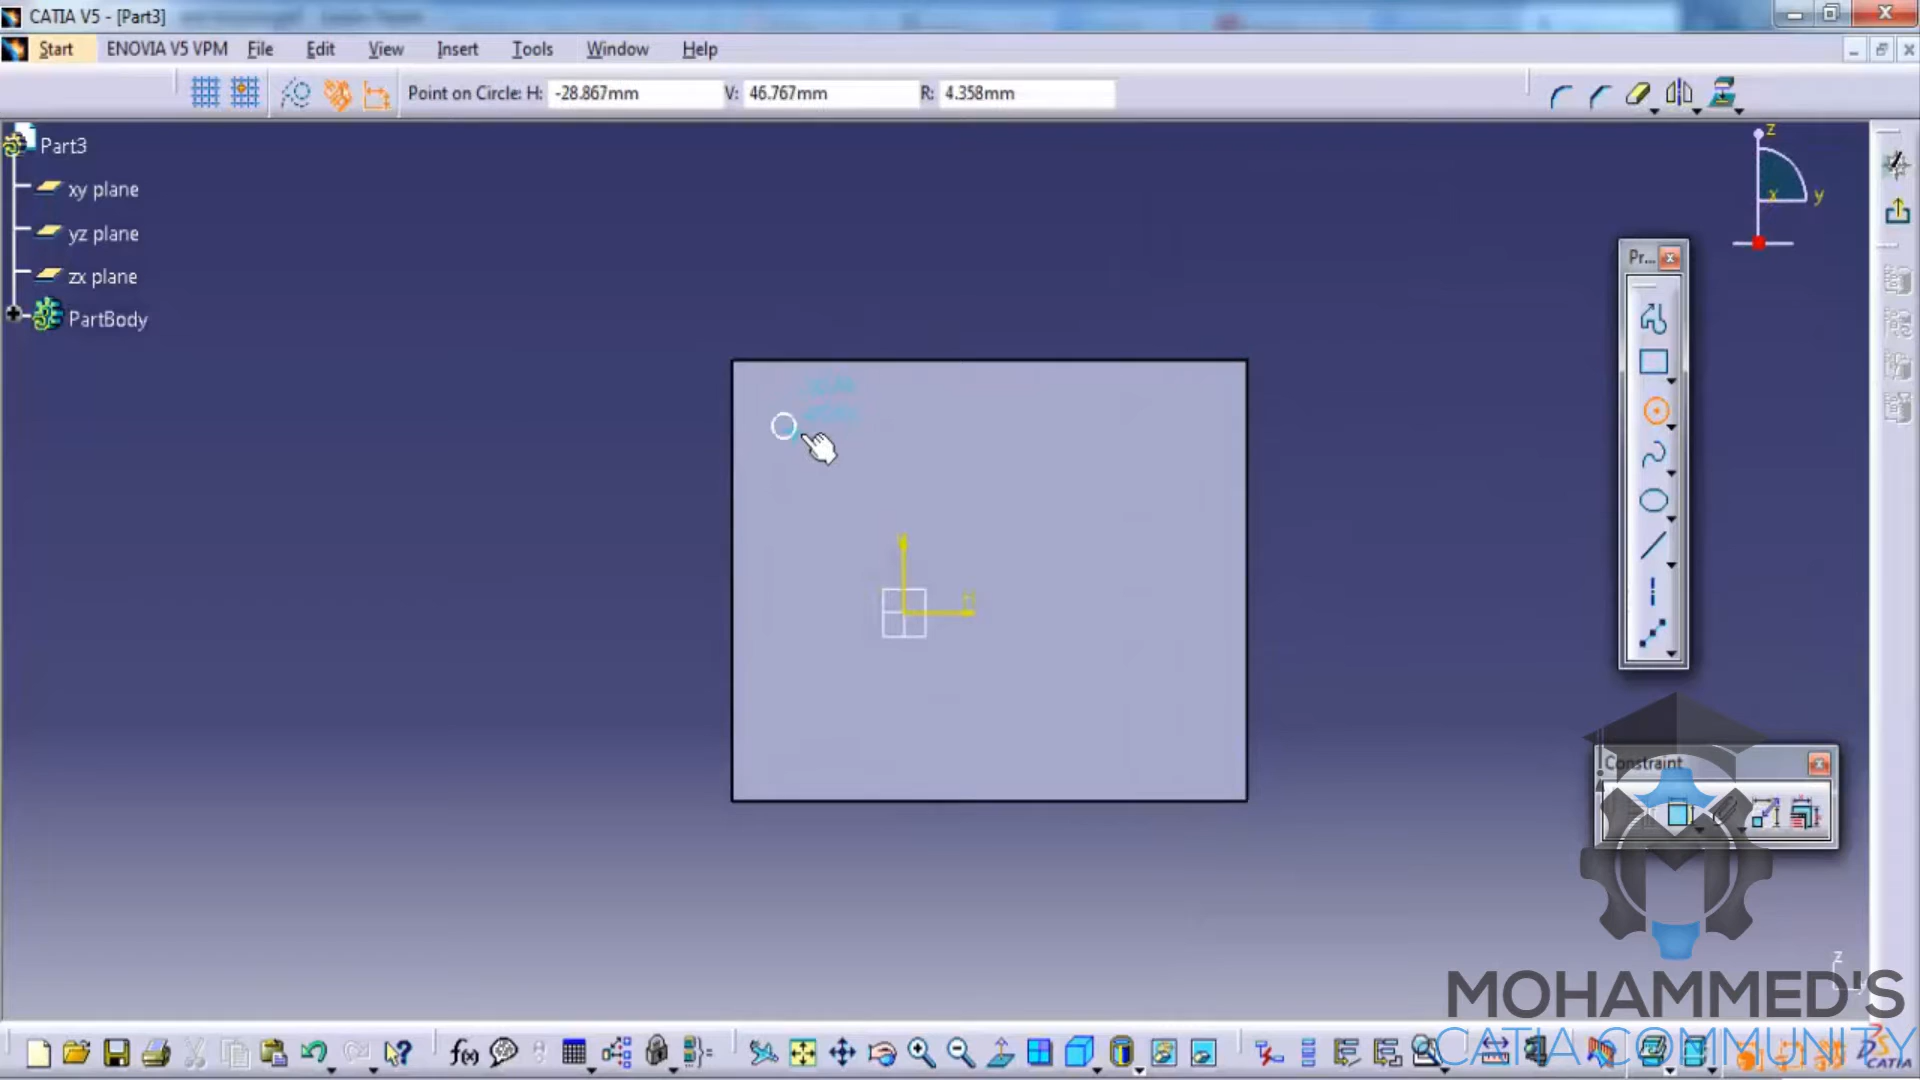 CATIA V5 - [Part3]
Start ENOVIA V5 VPM File Edit View Insert Tools Window Help
Point on Circle: H: -28.867mm V: 46.767mm R: 4.358mm
Part3
xy plane
yz plane
zx plane
PartBody
z
x y
Pr...
H
Constraint
z
MOHAMMED'S
CATIA COMMUNITY
f(x)
CATIA